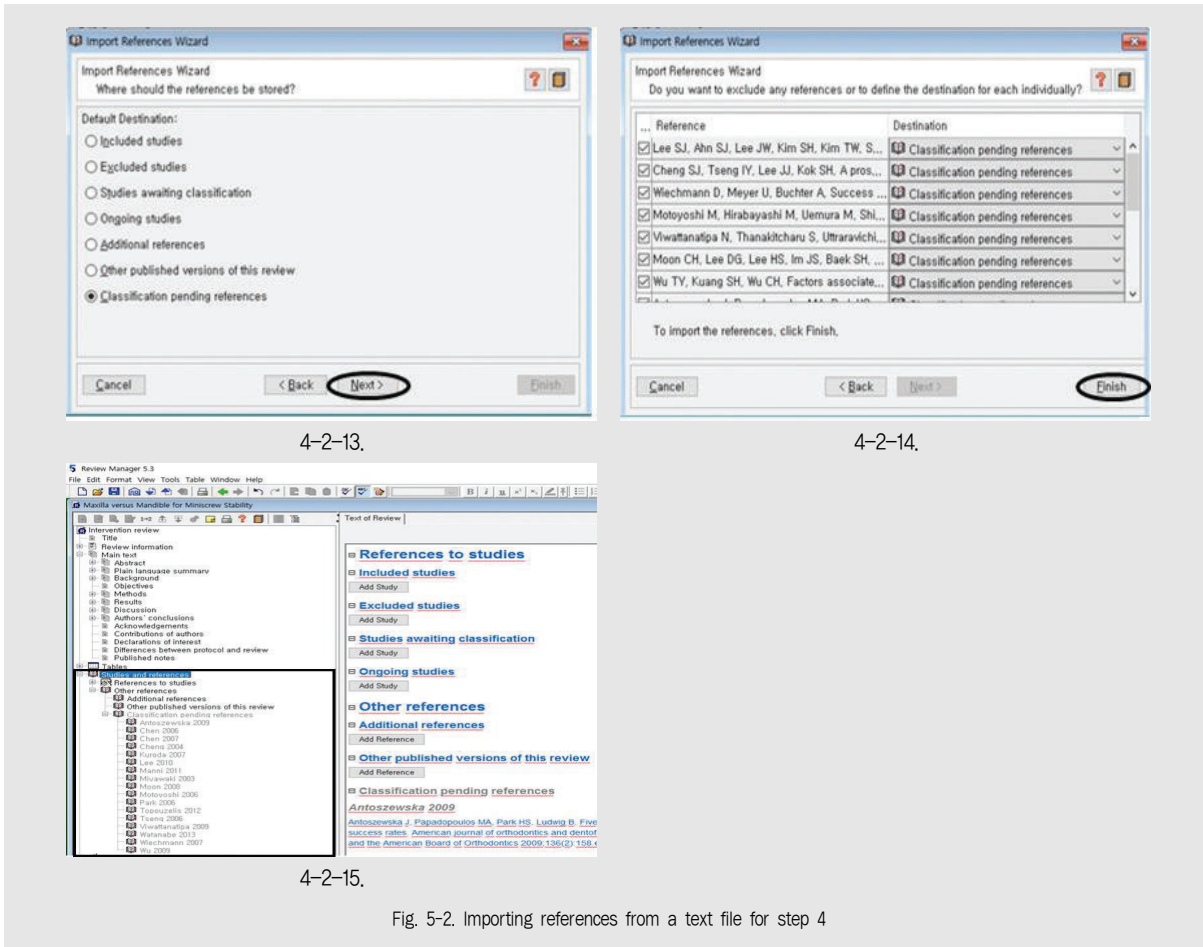 Import References Wizard
Import References Wizard
Where should the references be stored?
Default Destination:
Included studies
Excluded studies
Studies awaiting classification
Ongoing studies
Additional references
Other published versions of this review
Classification pending references
Cancel < Back Next > Finish
4-2-13.
Import References Wizard
Import References Wizard
Do you want to exclude any references or to define the destination for each individually?
... Reference Destination
Lee SJ, Ahn SJ, Lee JW, Kim SH, Kim TW, S... Classification pending references
Cheng SJ, Tseng IY, Lee JJ, Kok SH, A pros... Classification pending references
Wiechmann D, Meyer U, Buchter A, Success ... Classification pending references
Motoyoshi M, Hirabayashi M, Uemura M, Shi... Classification pending references
Viwattanatipa N, Thanakitcharu S, Uttraravichi,... Classification pending references
Moon CH, Lee DG, Lee HS, Im JS, Baek SH, ... Classification pending references
Wu TY, Kuang SH, Wu CH, Factors associate... Classification pending references
To import the references, click Finish,
Cancel < Back Next > Finish
4-2-14.
5 Review Manager 5.3
File Edit Format View Tools Table Window Help
Maxilla versus Mandible for Miniscrew Stability
Intervention review
Title
Review information
Main text
Abstract
Plain language summary
Background
Objectives
Methods
Results
Discussion
Authors' conclusions
Acknowledgements
Contributions of authors
Declarations of interest
Differences between protocol and review
Published notes
Tables
Studies and references
References to studies
Other references
Additional references
Other published versions of this review
Classification pending references
Antoszewska 2009
Chen 2006
Chen 2007
Cheng 2004
Kuroda 2007
Lee 2010
Manni 2011
Miyawaki 2003
Moon 2008
Motoyoshi 2006
Park 2006
Topouzelis 2012
Tseng 2006
Viwattanatipa 2009
Watanabe 2013
Wiechmann 2007
Wu 2009
Text of Review
References to studies
Included studies
Add Study
Excluded studies
Add Study
Studies awaiting classification
Add Study
Ongoing studies
Add Study
Other references
Additional references
Add Reference
Other published versions of this review
Add Reference
Classification pending references
Antoszewska 2009
Antoszewska J, Papadopoulos MA, Park HS, Ludwig B. Five
success rates. American journal of orthodontics and dentof
and the American Board of Orthodontics 2009;136(2):158.e
4-2-15.
Fig. 5-2. Importing references from a text file for step 4